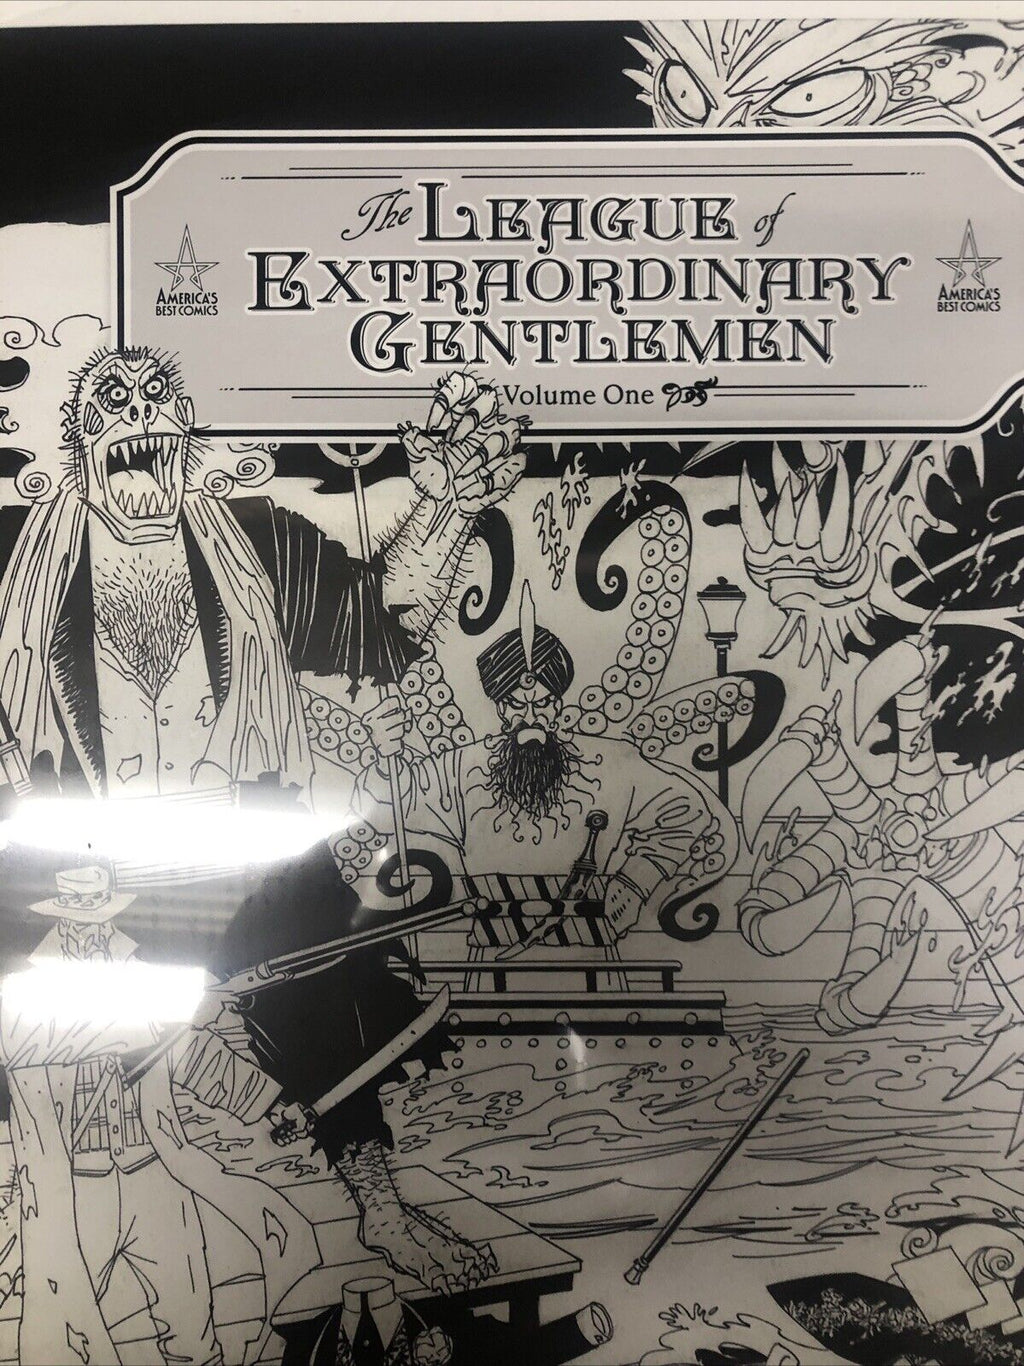 The LEAGUE of
EXTRAORDINARY
GENTLEMEN
Volume One
AMERICA'S
BEST COMICS
AMERICA'S
BEST COMICS